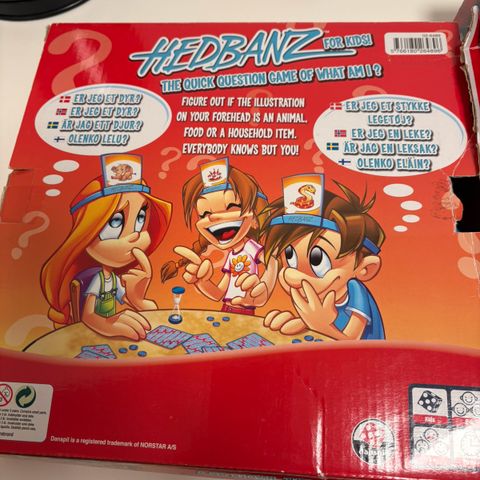 HEDBANZ™ FOR KIDS!
THE QUICK QUESTION GAME OF WHAT AM I?
ER JEG ET DYR?
ER JEG ET DYR?
ÄR JAG ETT DJUR?
OLENKO LELU?
FIGURE OUT IF THE ILLUSTRATION
ON YOUR FOREHEAD IS AN ANIMAL,
FOOD OR A HOUSEHOLD ITEM.
EVERYBODY KNOWS BUT YOU!
ER JEG ET STYKKE
LEGETØJ?
ER JEG EN LEKE?
ÄR JAG EN LEKSAK?
OLENKO ELÄIN?
HEDBANZ
Danspil is a registered trademark of NORSTAR A/S
danspil
Kids